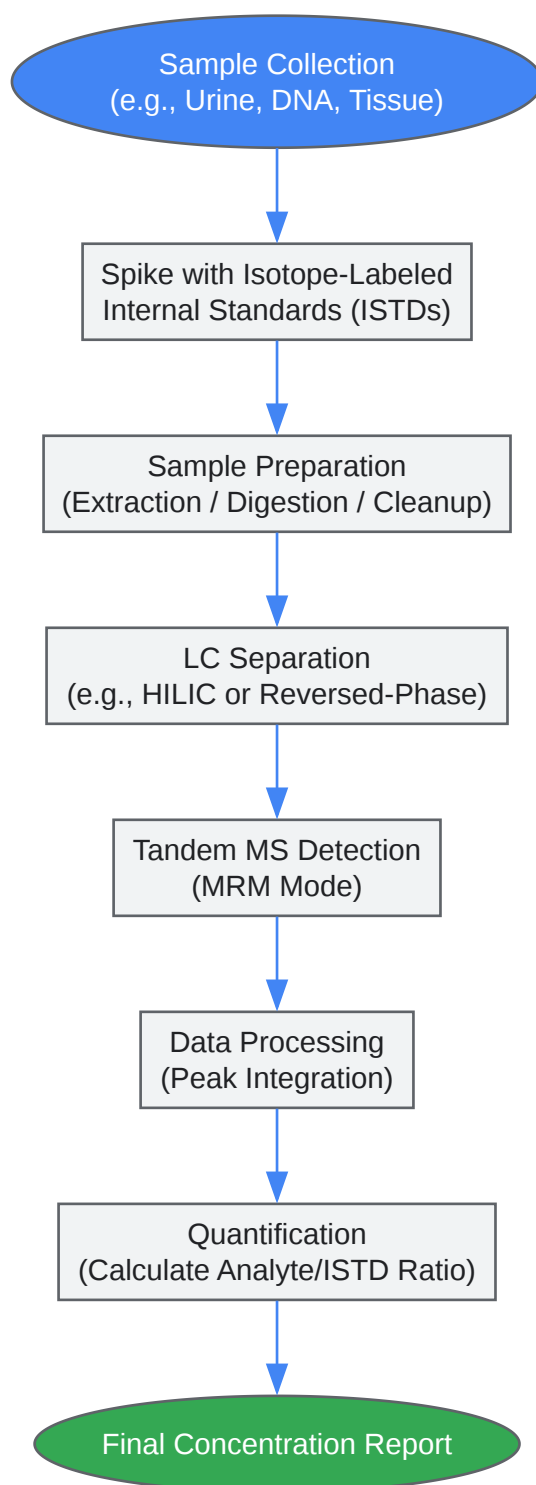 Sample Collection
(e.g., Urine, DNA, Tissue)
Spike with Isotope-Labeled
Internal Standards (ISTDs)
Sample Preparation
(Extraction / Digestion / Cleanup)
LC Separation
(e.g., HILIC or Reversed-Phase)
Tandem MS Detection
(MRM Mode)
Data Processing
(Peak Integration)
Quantification
(Calculate Analyte/ISTD Ratio)
Final Concentration Report